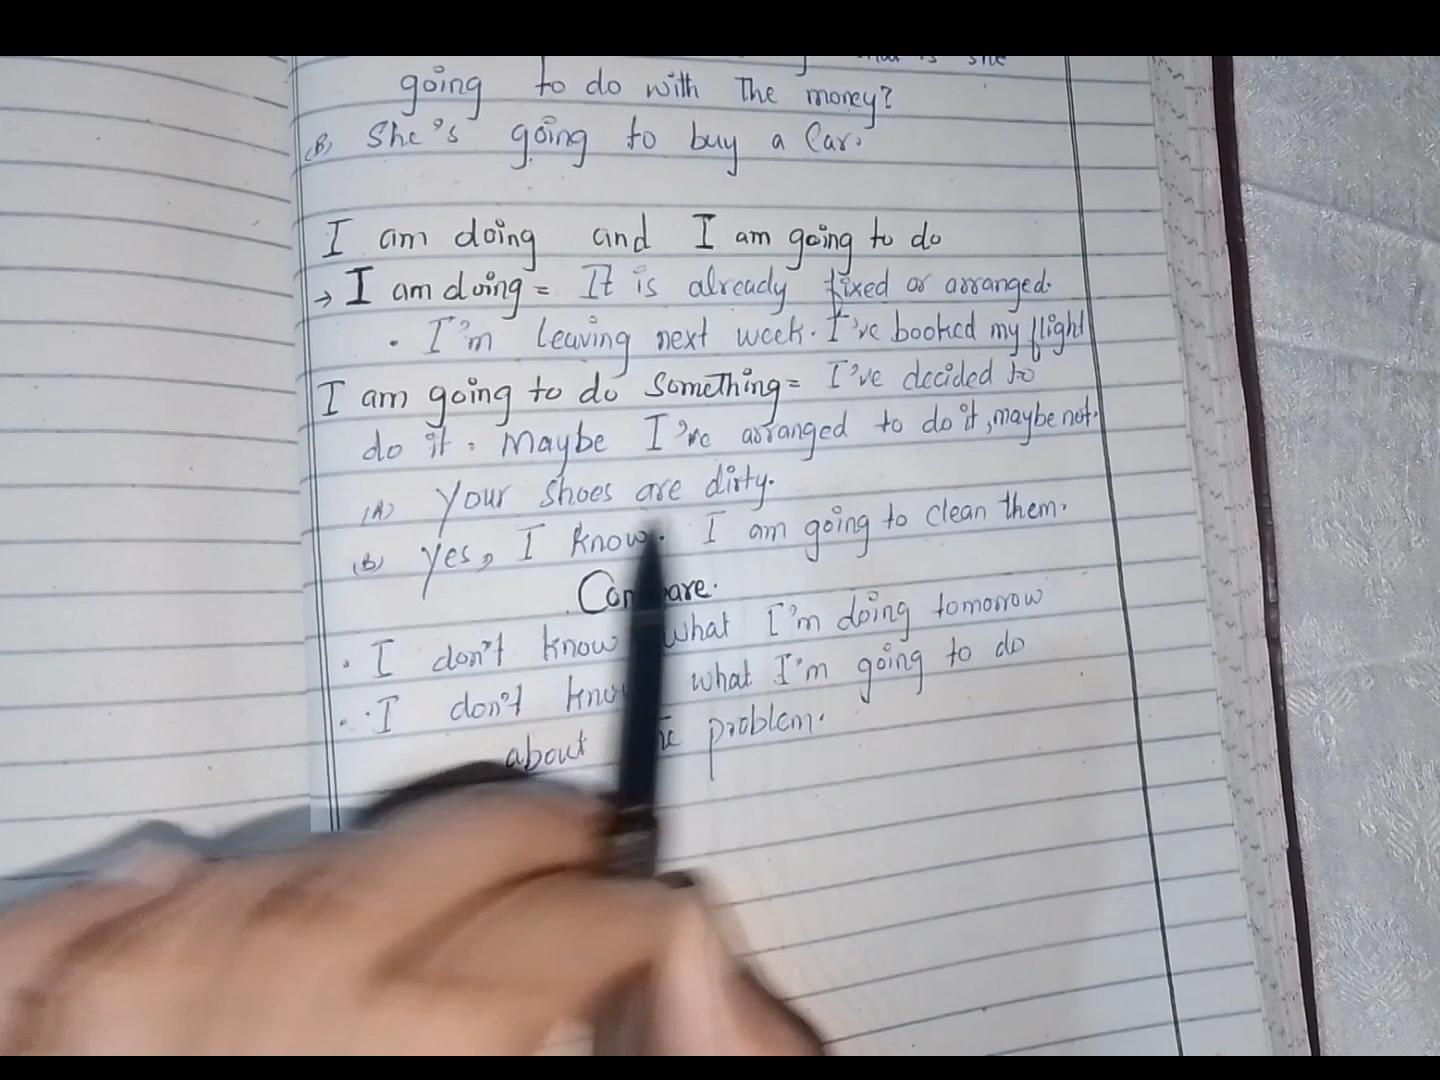 going to do with the money?
(B) She's going to buy a Car.
I am doing and I am going to do
→ I am doing = It is already fixed or arranged.
. I'm leaving next week. I've booked my flight
I am going to do something = I've decided to
do it. Maybe I've arranged to do it, maybe not.
(A) Your shoes are dirty.
(B) Yes, I know. I am going to clean them.
Compare.
. I don't know what I'm doing tomorrow
. . I don't know what I'm going to do
about the problem.